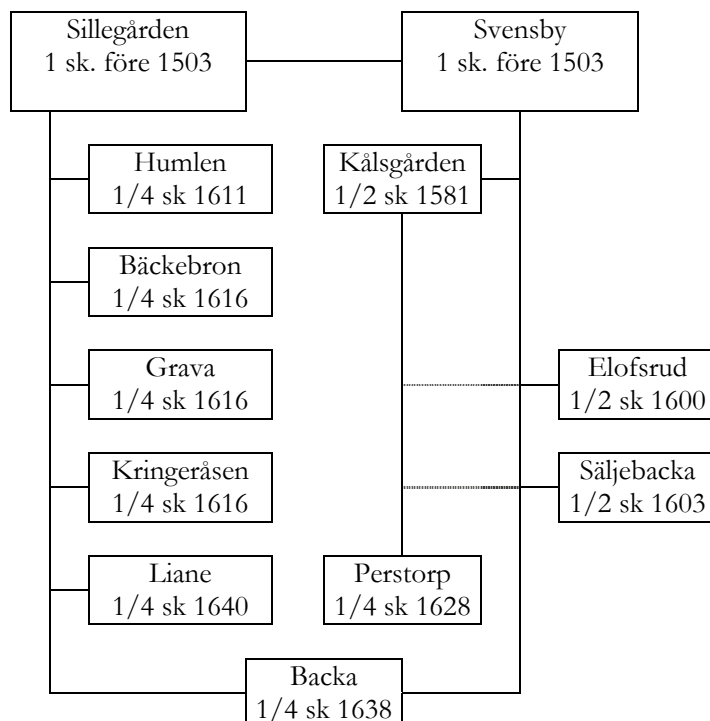 Sillegården
1 sk. före 1503
Svensby
1 sk. före 1503
Humlen
1/4 sk 1611
Kålsgården
1/2 sk 1581
Bäckebron
1/4 sk 1616
Grava
1/4 sk 1616
Elofsrud
1/2 sk 1600
Kringeråsen
1/4 sk 1616
Säljebacka
1/2 sk 1603
Liane
1/4 sk 1640
Perstorp
1/4 sk 1628
Backa
1/4 sk 1638